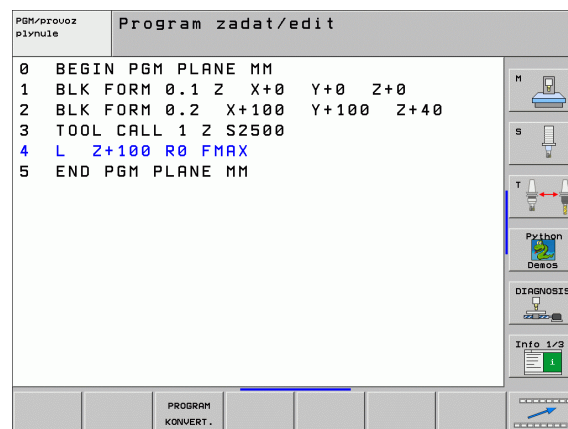 PGM/provoz
plynule
Program zadat/edit
0 BEGIN PGM PLANE MM
1 BLK FORM 0.1 Z X+0 Y+0 Z+0
2 BLK FORM 0.2 X+100 Y+100 Z+40
3 TOOL CALL 1 Z S2500
4 L Z+100 R0 FMAX
5 END PGM PLANE MM
M
S
T
Python
Demos
DIAGNOSIS
Info 1/3
i
PROGRAM
KONVERT.